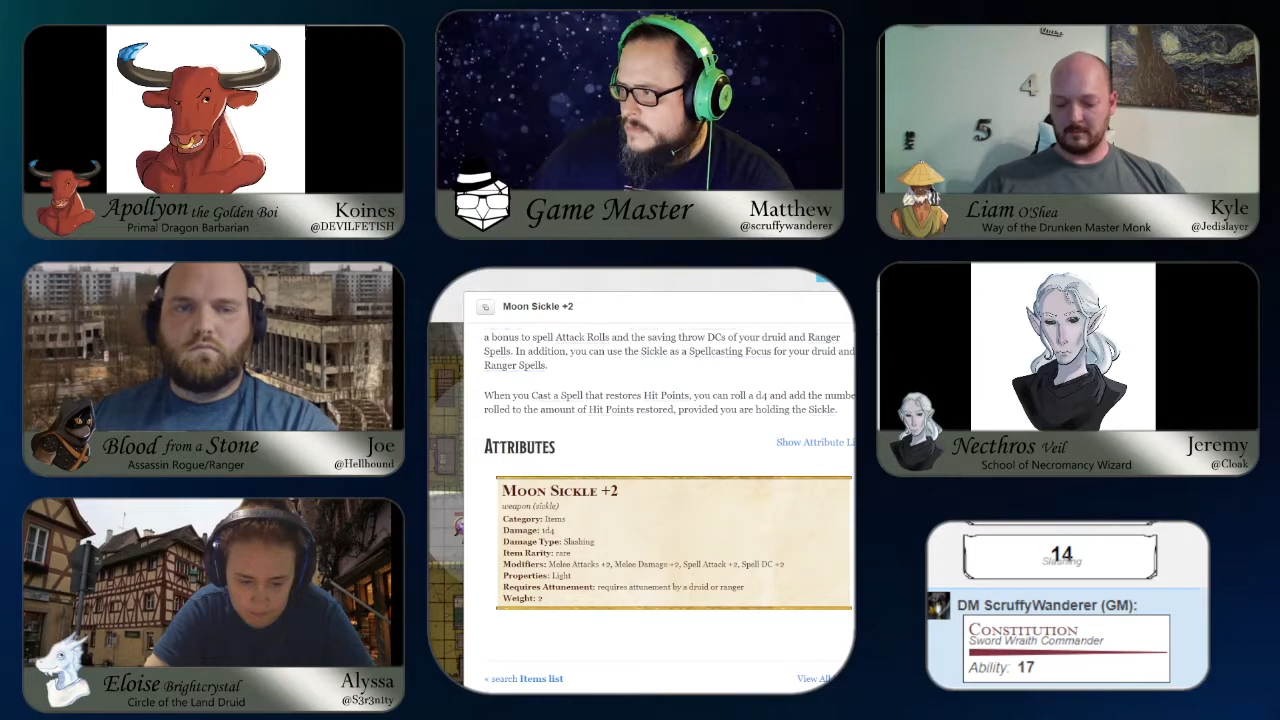 Apollyon the Golden Boi
Koines
Primal Dragon Barbarian
@DEVILFETISH
Game Master
Matthew
@scruffywanderer
4
5
Liam O'Shea
Kyle
Way of the Drunken Master Monk
@Jedislayer
Blood from a Stone
Joe
Assassin Rogue/Ranger
@Hellhound
Moon Sickle +2
a bonus to spell Attack Rolls and the saving throw DCs of your druid and Ranger
Spells. In addition, you can use the Sickle as a Spellcasting Focus for your druid and
Ranger Spells.
When you Cast a Spell that restores Hit Points, you can roll a d4 and add the numbe
rolled to the amount of Hit Points restored, provided you are holding the Sickle.
ATTRIBUTES
Show Attribute Li
MOON SICKLE +2
weapon (sickle)
Category: Items
Damage: 1d4
Damage Type: Slashing
Item Rarity: rare
Modifiers: Melee Attacks +2, Melee Damage +2, Spell Attack +2, Spell DC +2
Properties: Light
Requires Attunement: requires attunement by a druid or ranger
Weight: 2
« search Items list
View All
Necthros Veil
Jeremy
School of Necromancy Wizard
@Cloak
Eloise Brightcrystal
Alyssa
Circle of the Land Druid
@S3r3n1ty
14
Slashing
DM ScruffyWanderer (GM):
CONSTITUTION
Sword Wraith Commander
Ability: 17